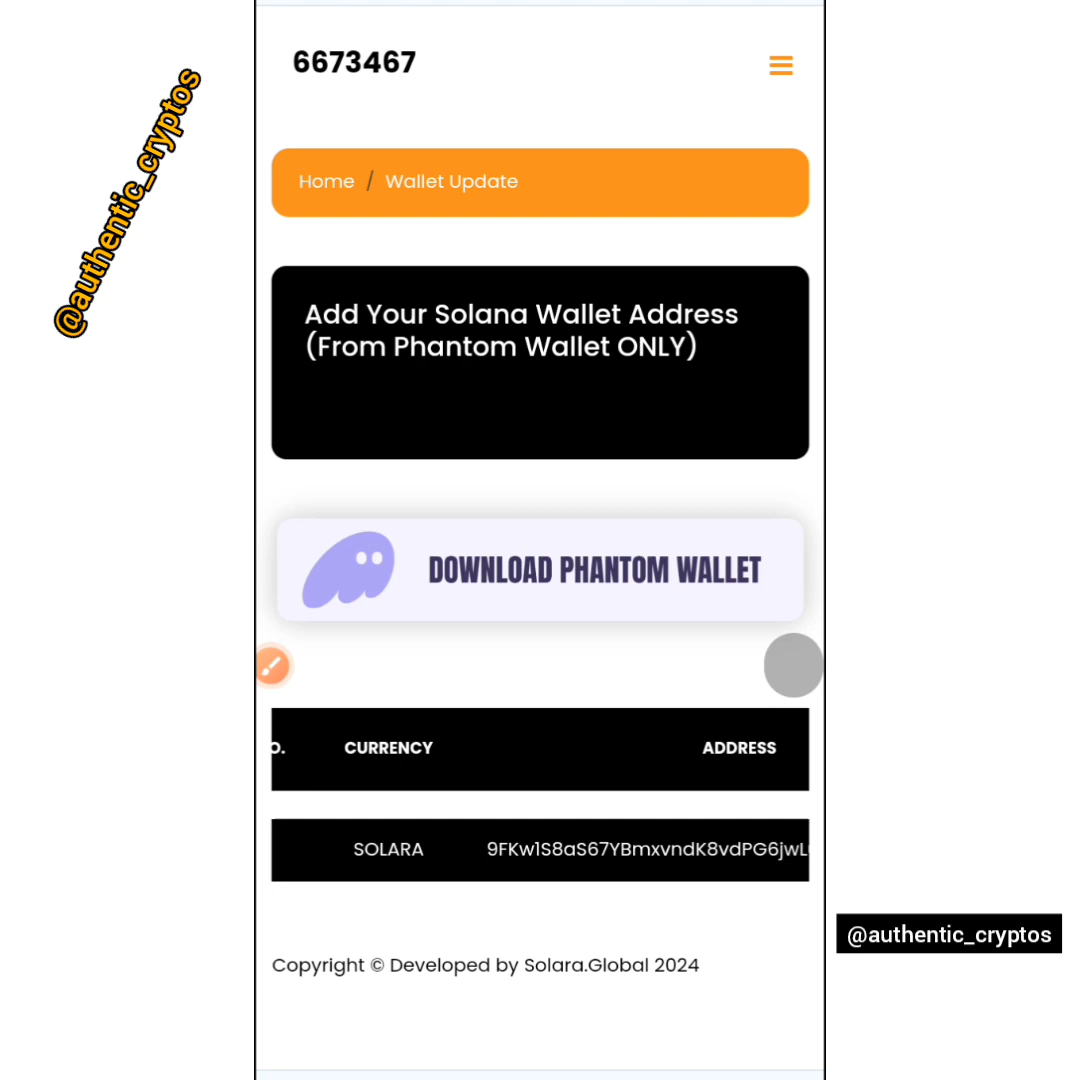 6673467
@authentic_cryptos
Home / Wallet Update
Add Your Solana Wallet Address
(From Phantom Wallet ONLY)
DOWNLOAD PHANTOM WALLET
O. CURRENCY ADDRESS
SOLARA 9FKw1S8aS67YBmxvndK8vdPG6jwL
@authentic_cryptos
Copyright © Developed by Solara.Global 2024